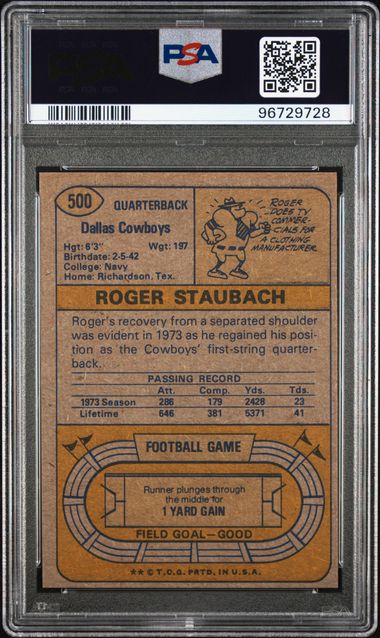 PSA
96729728
500
QUARTERBACK
Dallas Cowboys
Hgt: 6'3" Wgt: 197
Birthdate: 2-5-42
College: Navy
Home: Richardson, Tex.
ROGER
DOES TV
COMMER-
CIALS FOR
A CLOTHING
MANUFACTURER.
ROGER STAUBACH
Roger's recovery from a separated shoulder
was evident in 1973 as he regained his pos-
ition as the Cowboys' first-string quarter-
back.
PASSING RECORD
Att. Comp. Yds. Tds.
1973 Season 286 179 2428 23
Lifetime 646 381 5371 41
FOOTBALL GAME
Runner plunges through
the middle for
1 YARD GAIN
FIELD GOAL—GOOD
** © T.C.G. PRTD. IN U.S.A.